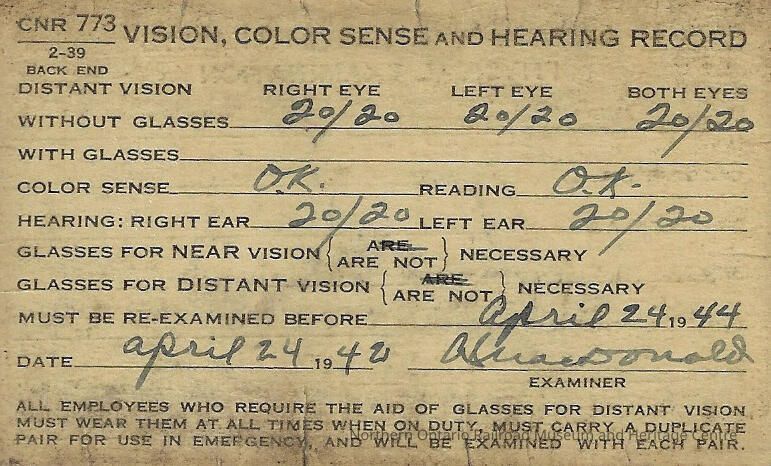 CNR 773 VISION, COLOR SENSE AND HEARING RECORD
2-39
BACK END
DISTANT VISION RIGHT EYE LEFT EYE BOTH EYES
WITHOUT GLASSES 20/20 20/20 20/20
WITH GLASSES
COLOR SENSE O.K. READING O.K.
HEARING: RIGHT EAR 20/20 LEFT EAR 20/20
GLASSES FOR NEAR VISION { ARE / ARE NOT } NECESSARY
GLASSES FOR DISTANT VISION { ARE / ARE NOT } NECESSARY
MUST BE RE-EXAMINED BEFORE April 24 1944
DATE April 24 1942 MacDonald
EXAMINER
ALL EMPLOYEES WHO REQUIRE THE AID OF GLASSES FOR DISTANT VISION
MUST WEAR THEM AT ALL TIMES WHEN ON DUTY, MUST CARRY A DUPLICATE
PAIR FOR USE IN EMERGENCY, AND WILL BE EXAMINED WITH EACH PAIR.
Northern Ontario Railroad Museum and Heritage Centre